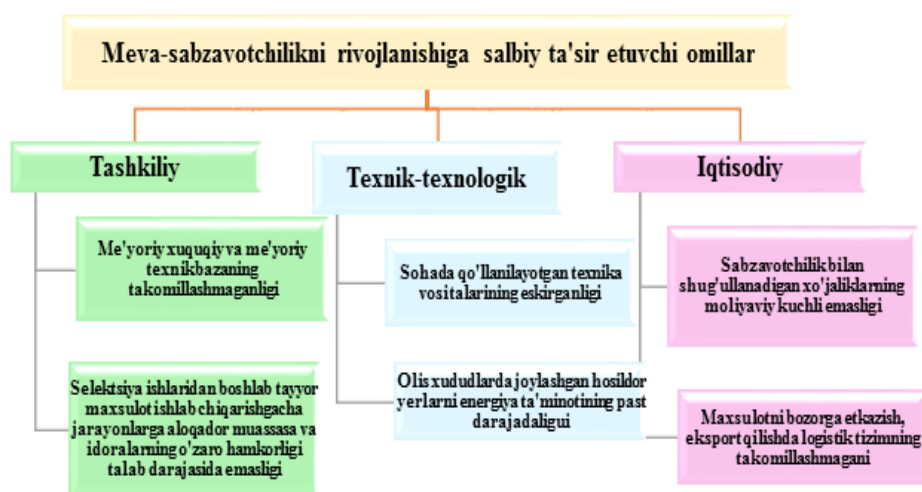 Meva-sabzavotchilikni rivojlanishiga salbiy ta'sir etuvchi omillar
Tashkiliy
Me'yoriy xuquqiy va me'yoriy
texnik bazaning
takomillashmaganligi
Selektsiya ishlaridan boshlab tayyor
maxsulot ishlab chiqarishgacha
jarayonlarga aloqador muassasa va
idoralarning o'zaro hamkorligi
talab darajasida emasligi
Texnik-texnologik
Sohada qo'llanilayotgan texnika
vositalarining eskirganligi
Olis xududlarda joylashgan hosildor
yerlarni energiya ta'minotining past
darajadaligui
Iqtisodiy
Sabzavotchilik bilan
shug'ullanadigan xo'jaliklarning
moliyaviy kuchli emasligi
Maxsulotni bozorga etkazish,
eksport qilishda logistik tizimning
takomillashmagani